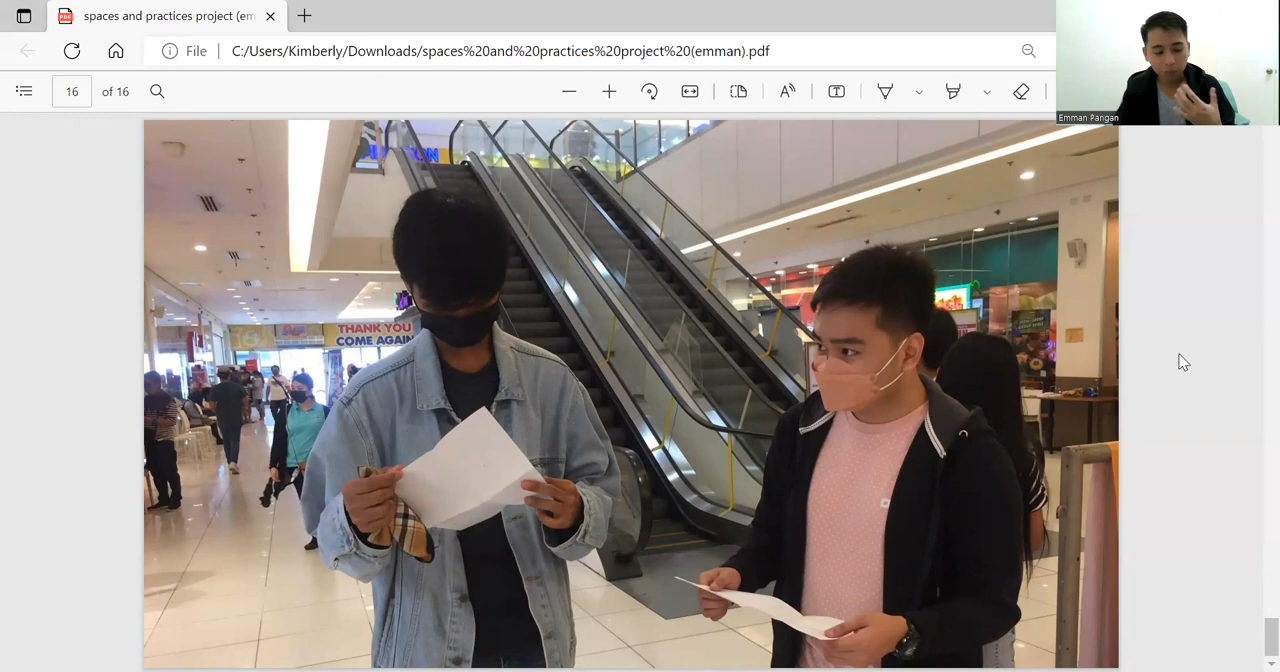 spaces and practices project (em
File
C:/Users/Kimberly/Downloads/spaces%20and%20practices%20project%20(emman).pdf
16 of 16
Emman Pangan
THANK YOU
COME AGAIN